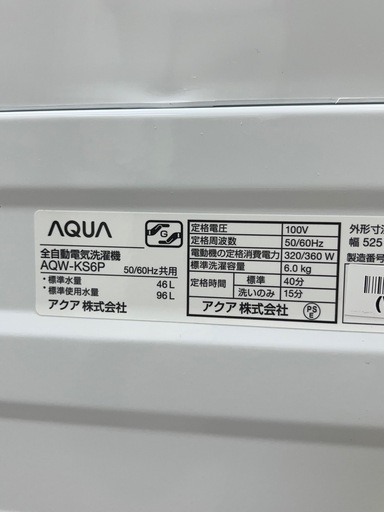 AQUA
G
全自動電気洗濯機
AQW-KS6P 50/60Hz共用
・標準水量 46L
・標準使用水量 96L
アクア 株式会社
定格電圧 100V
定格周波数 50/60Hz
電動機の定格消費電力 320/360 W
標準洗濯容量 6.0 kg
定格時間 標準 40分
洗いのみ 15分
アクア 株式会社
PS
E
外形寸
幅 525
製造番号